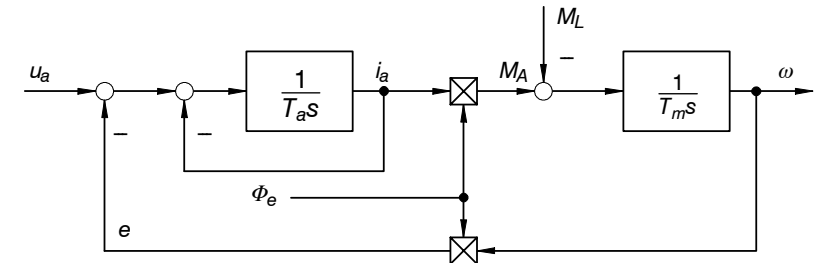 M_L
u_a
1
T_a s
i_a
M_A
1
T_m s
ω
−
−
−
Φ_e
e